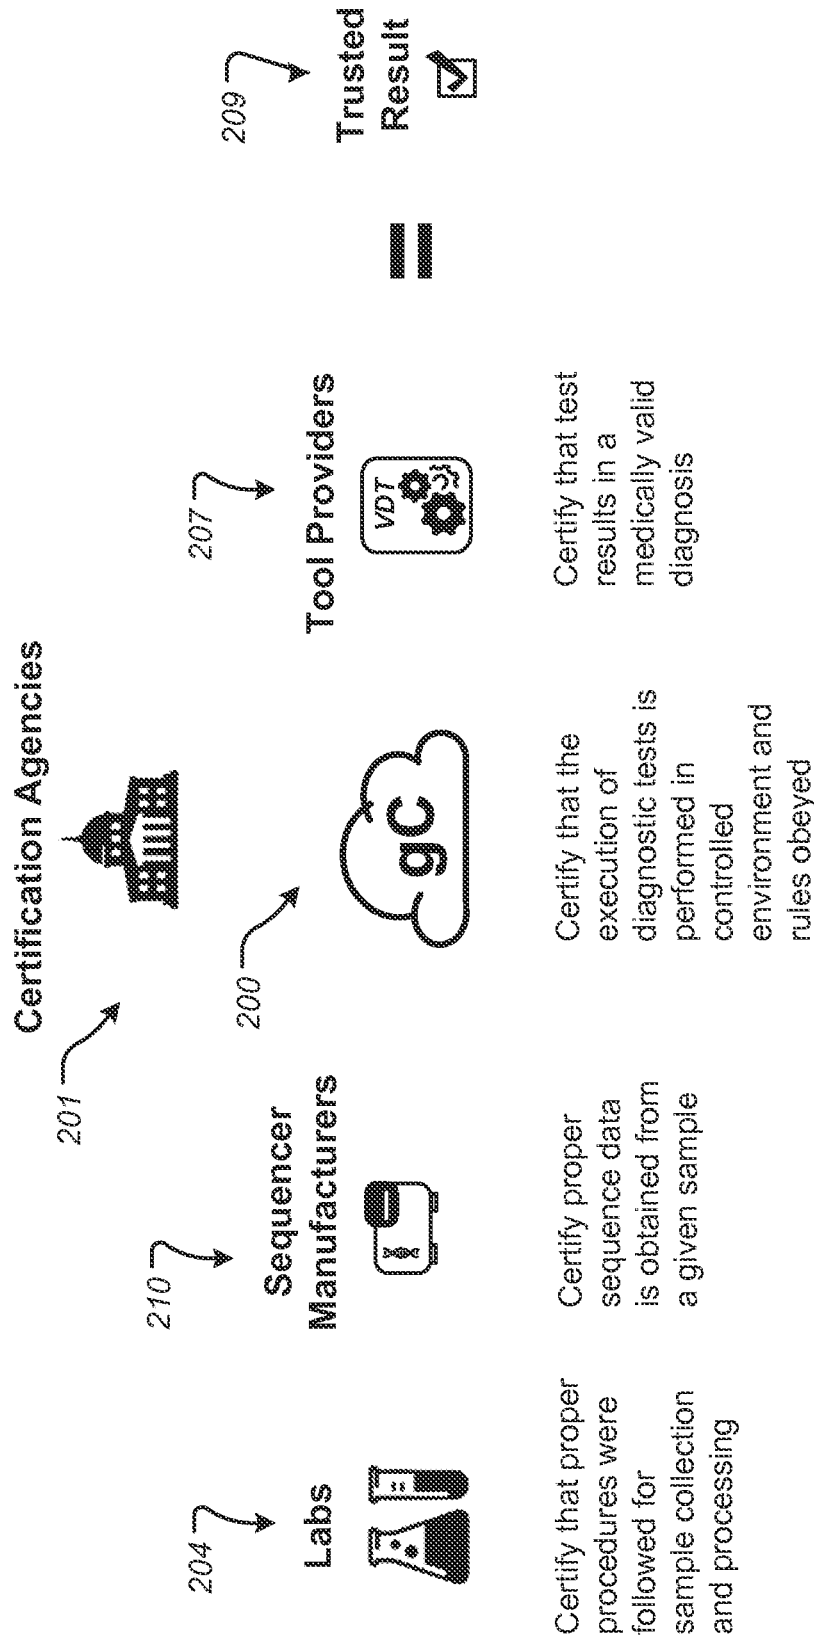 Certification Agencies
201
204
Labs
Certify that proper
procedures were
followed for
sample collection
and processing
210
Sequencer
Manufacturers
Certify proper
sequence data
is obtained from
a given sample
200
gC
Certify that the
execution of
diagnostic tests is
performed in
controlled
environment and
rules obeyed
207
Tool Providers
VDT
Certify that test
results in a
medically valid
diagnosis
=
209
Trusted
Result